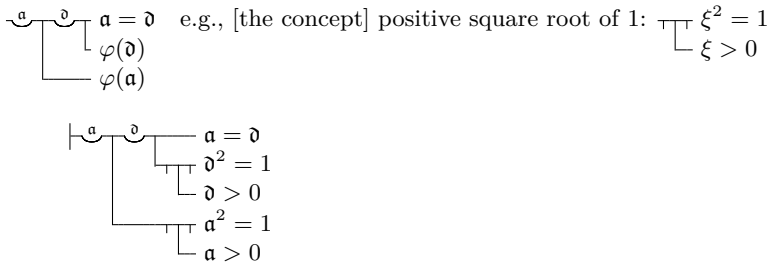 𝔞 𝔡 𝔞 = 𝔡 e.g., [the concept] positive square root of 1: ξ² = 1
φ(𝔡) ξ > 0
φ(𝔞)
𝔞 𝔡 𝔞 = 𝔡
𝔡² = 1
𝔡 > 0
𝔞² = 1
𝔞 > 0